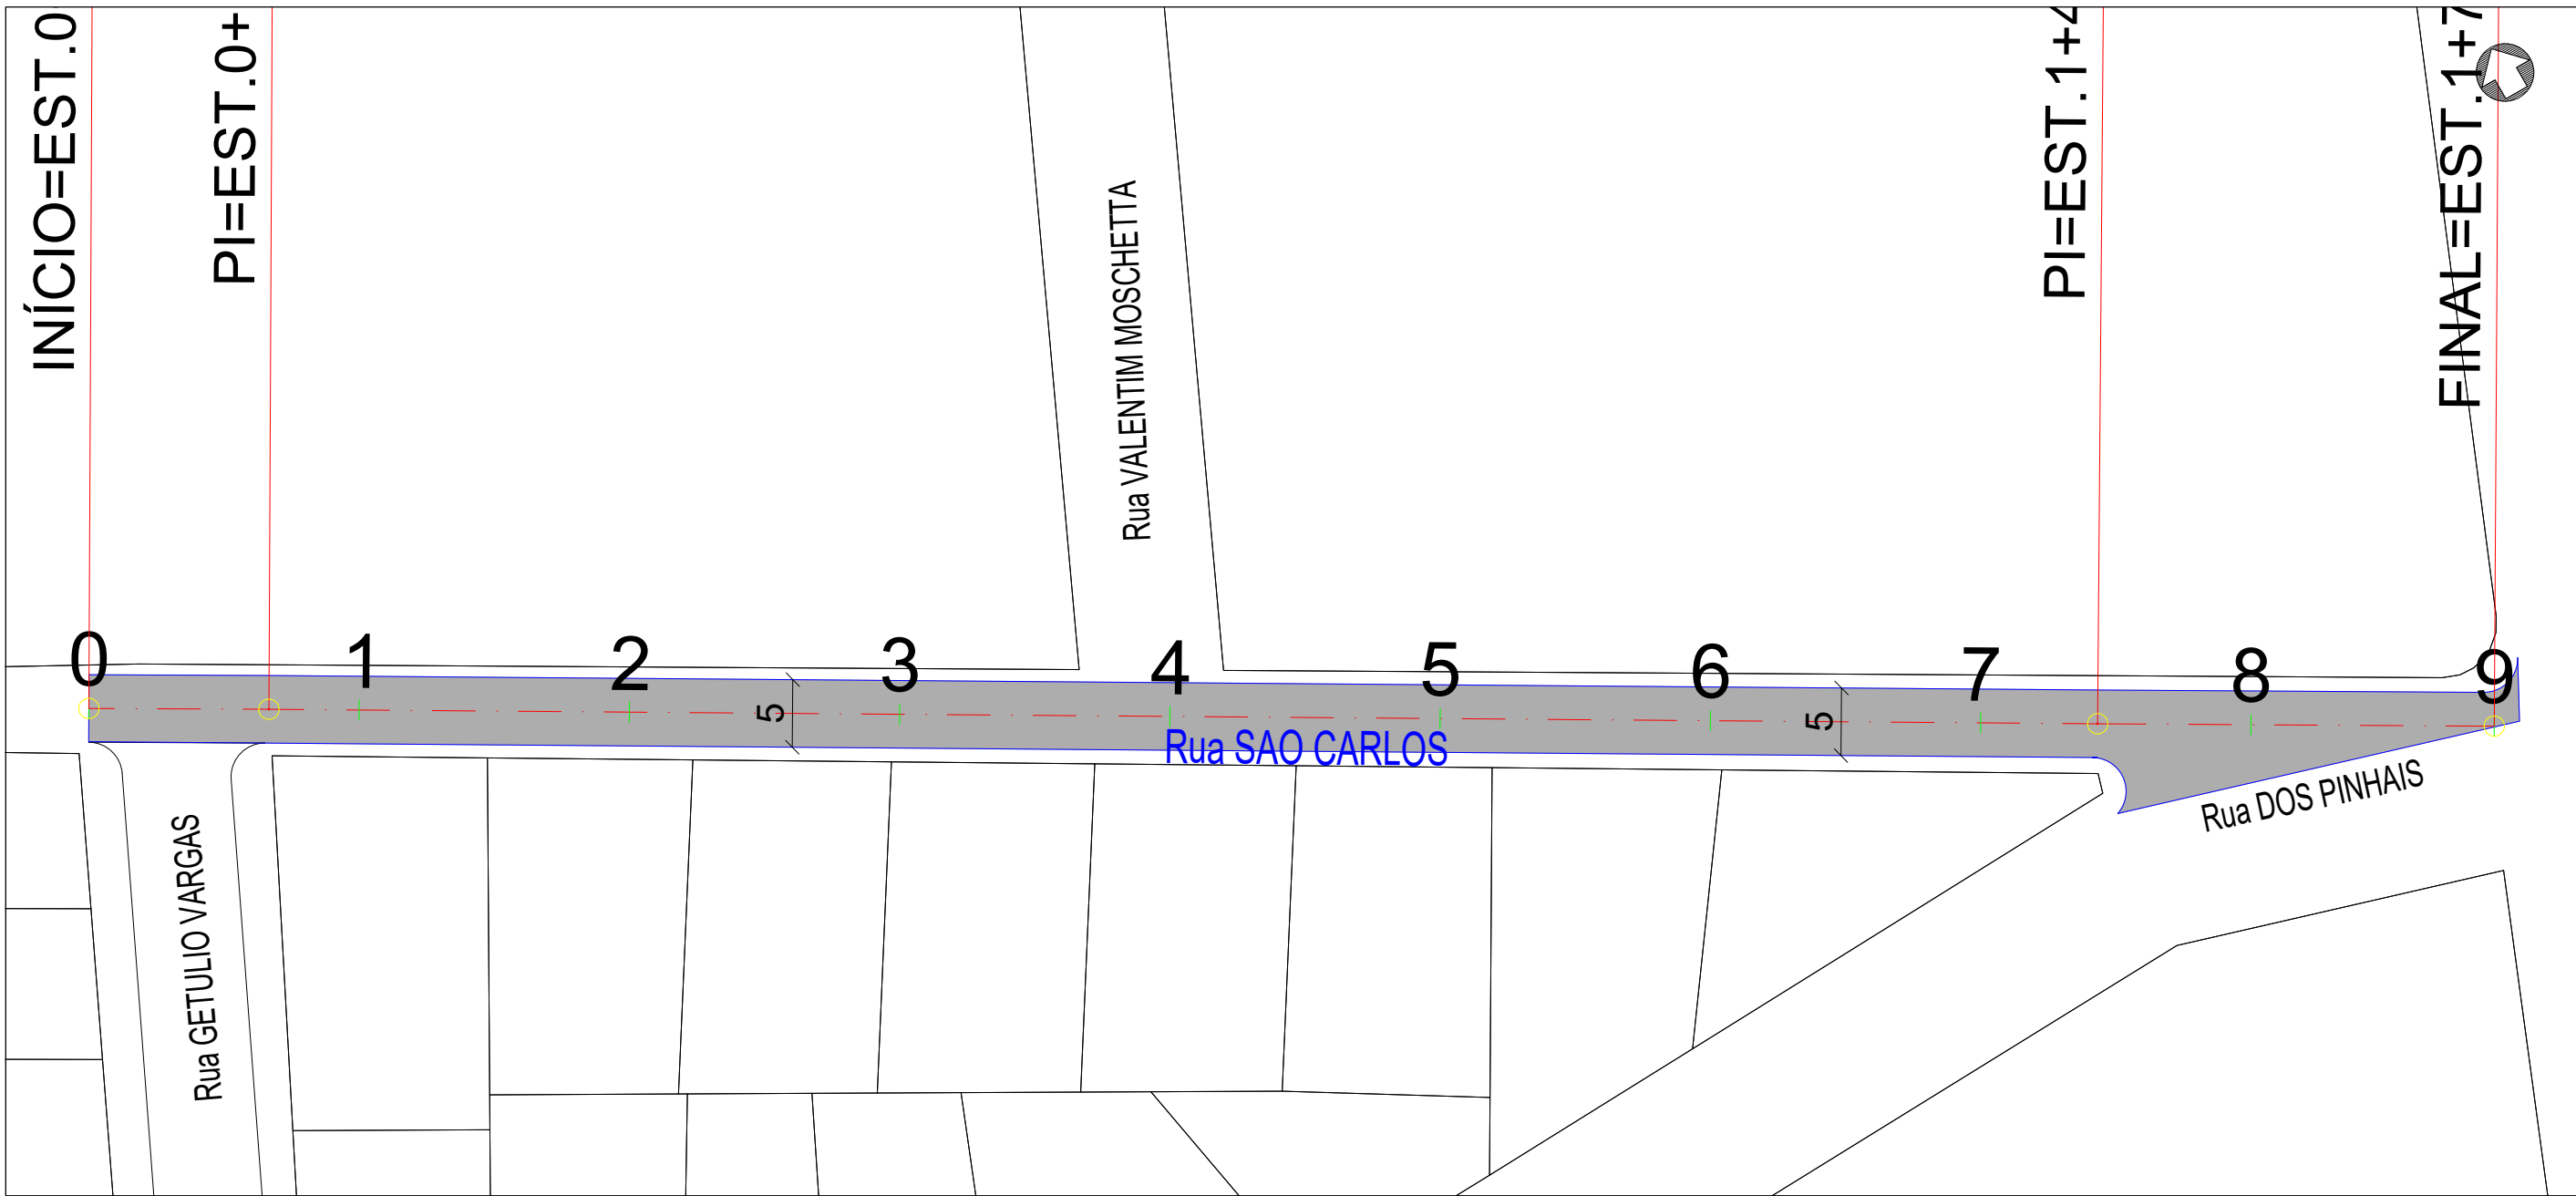 INÍCIO=EST.0
PI=EST.0+
PI=EST.1+4
FINAL=EST.1+7
Rua VALENTIM MOSCHETTA
0
1
2
3
4
5
6
7
8
9
5
5
Rua SAO CARLOS
Rua DOS PINHAIS
Rua GETULIO VARGAS